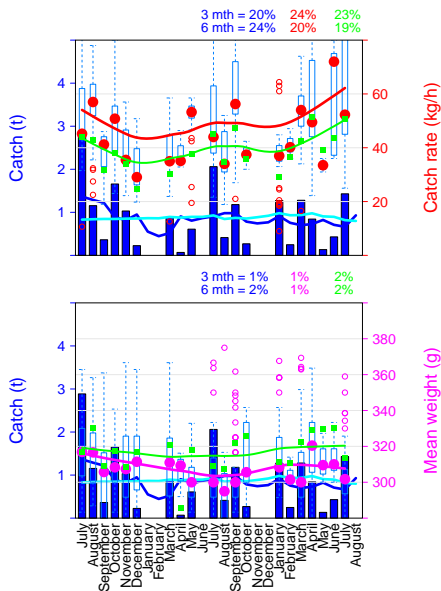 3 mth = 20% 24% 23%
6 mth = 24% 20% 19%
Catch (t)
5
4
3
2
1
60
40
20
Catch rate (kg/h)
3 mth = 1% 1% 2%
6 mth = 2% 1% 2%
Catch (t)
4
3
2
1
380
360
340
320
300
Mean weight (g)
July
August
September
October
November
December
January
February
March
April
May
June
July
August
September
October
November
December
January
February
March
April
May
June
July
August